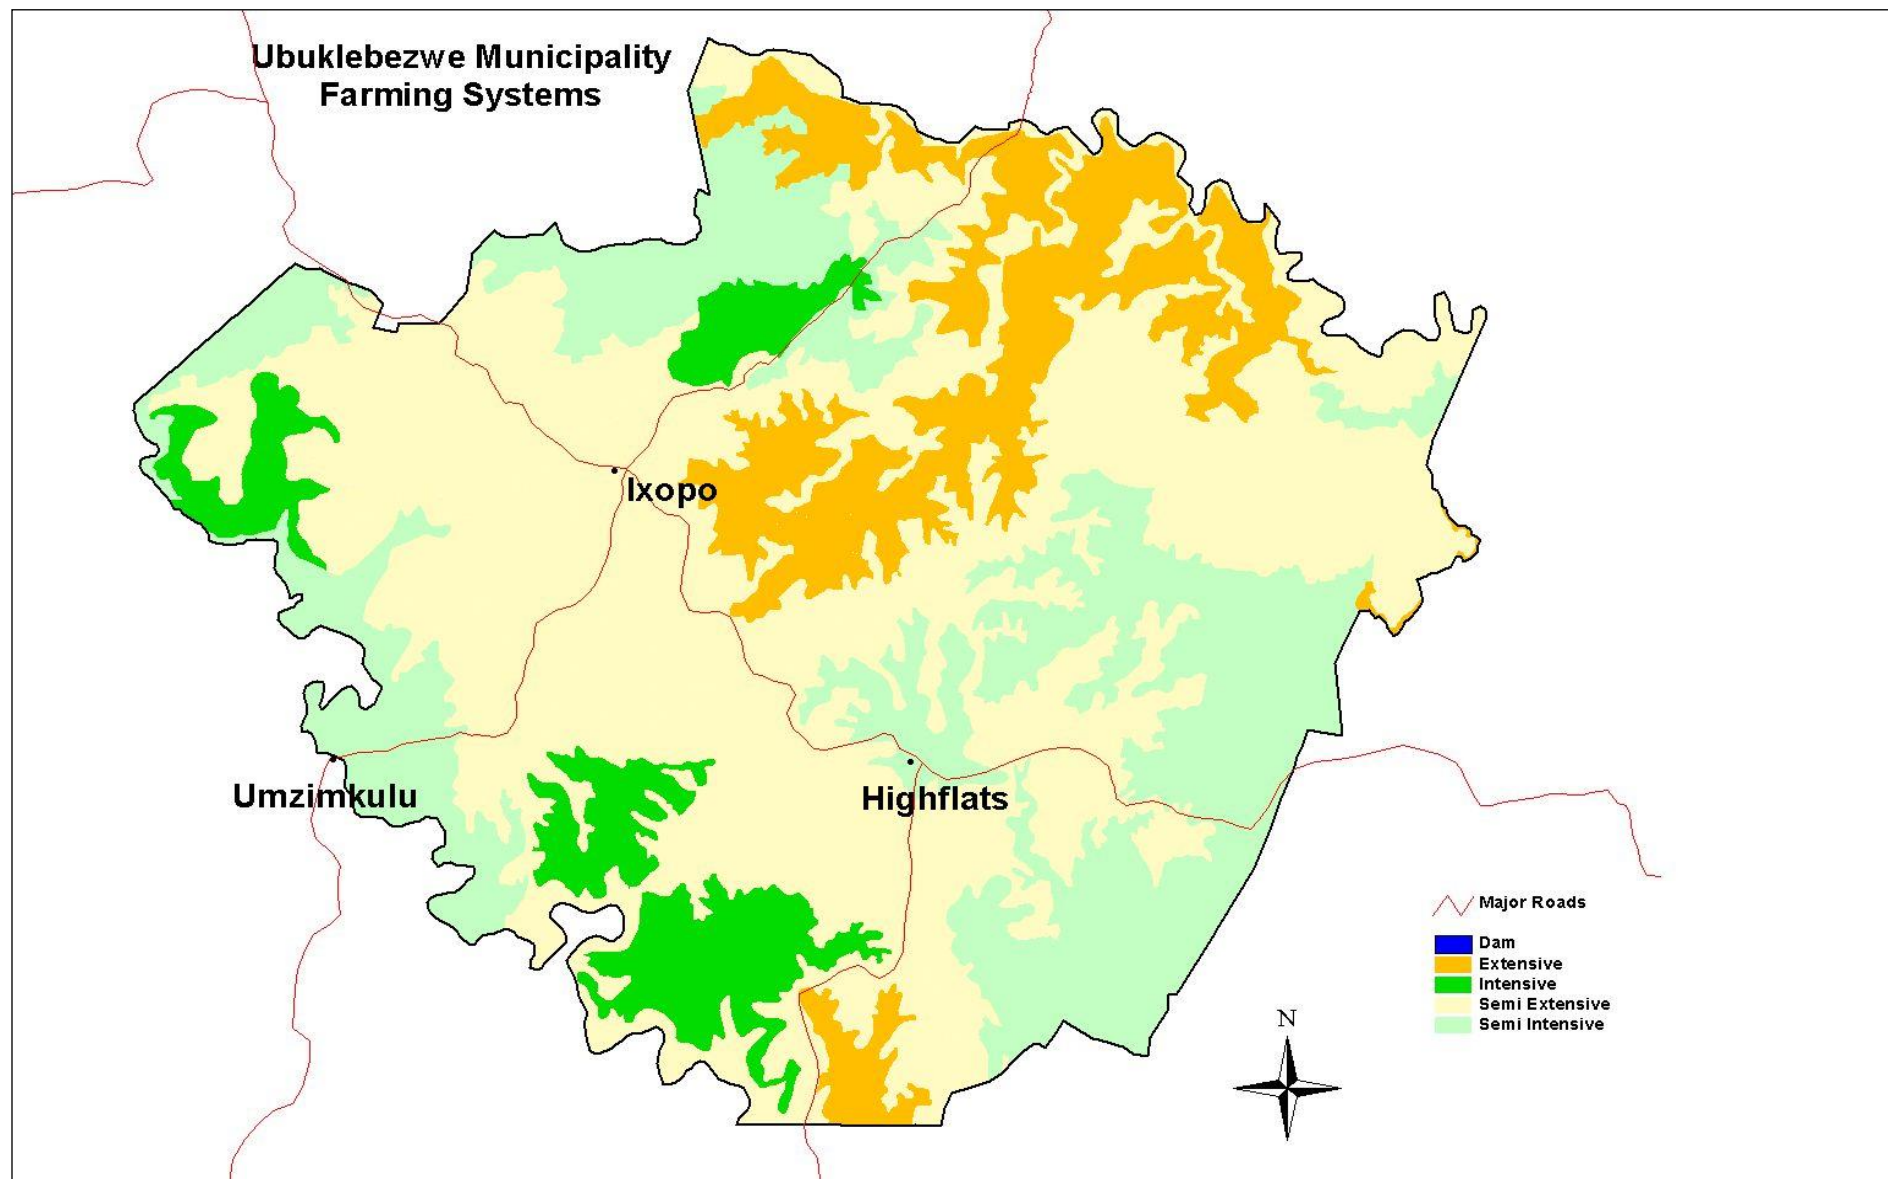 Ubuklebezwe Municipality
Farming Systems
Ixopo
Umzimkulu
Highflats
Major Roads
Dam
Extensive
Intensive
Semi Extensive
Semi Intensive
N